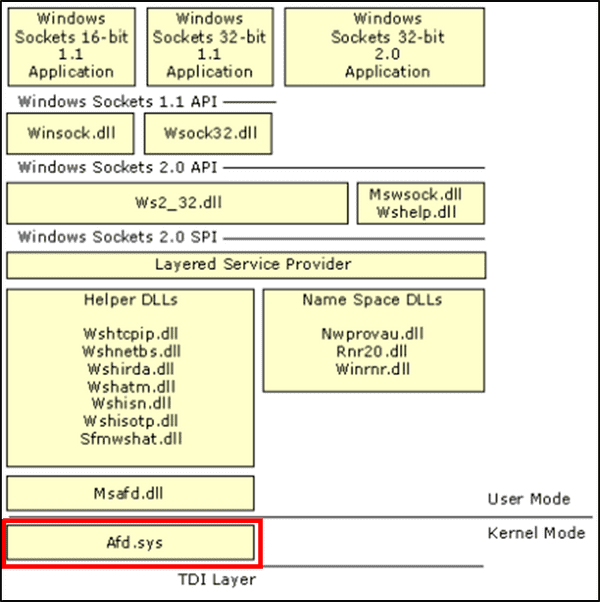 Windows
Sockets 16-bit
1.1
Application
Windows
Sockets 32-bit
1.1
Application
Windows
Sockets 32-bit
2.0
Application
Windows Sockets 1.1 API
Winsock.dll
Wsock32.dll
Windows Sockets 2.0 API
Ws2_32.dll
Mswsock.dll
Wshelp.dll
Windows Sockets 2.0 SPI
Layered Service Provider
Helper DLLs
Wshtcpip.dll
Wshnetbs.dll
Wshirda.dll
Wshatm.dll
Wshisn.dll
Wshisotp.dll
Sfmwshat.dll
Name Space DLLs
Nwprovau.dll
Rnr20.dll
Winrnr.dll
Msafd.dll
User Mode
Kernel Mode
Afd.sys
TDI Layer